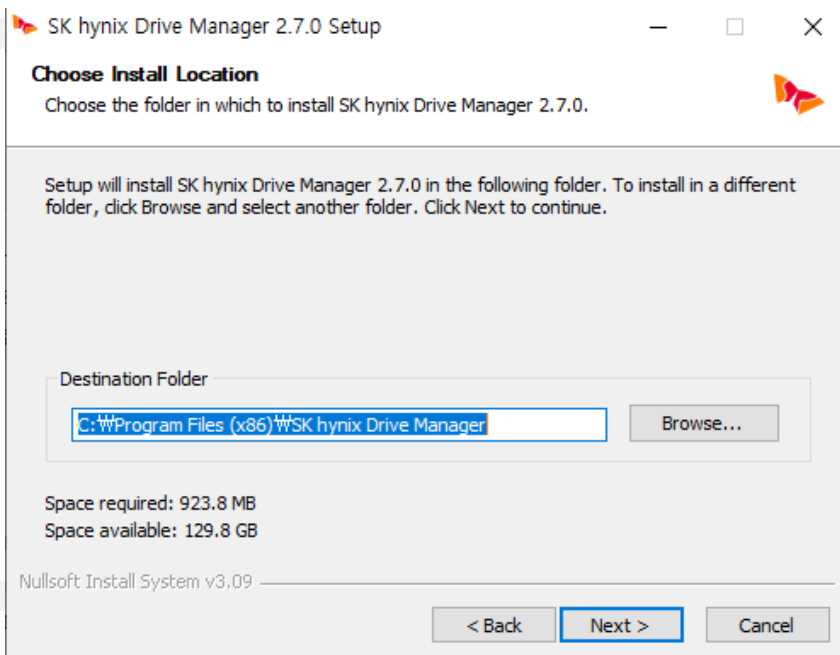 SK hynix Drive Manager 2.7.0 Setup
Choose Install Location
Choose the folder in which to install SK hynix Drive Manager 2.7.0.
Setup will install SK hynix Drive Manager 2.7.0 in the following folder. To install in a different
folder, click Browse and select another folder. Click Next to continue.
Destination Folder
C:₩Program Files (x86)₩SK hynix Drive Manager
Browse...
Space required: 923.8 MB
Space available: 129.8 GB
Nullsoft Install System v3.09
< Back
Next >
Cancel